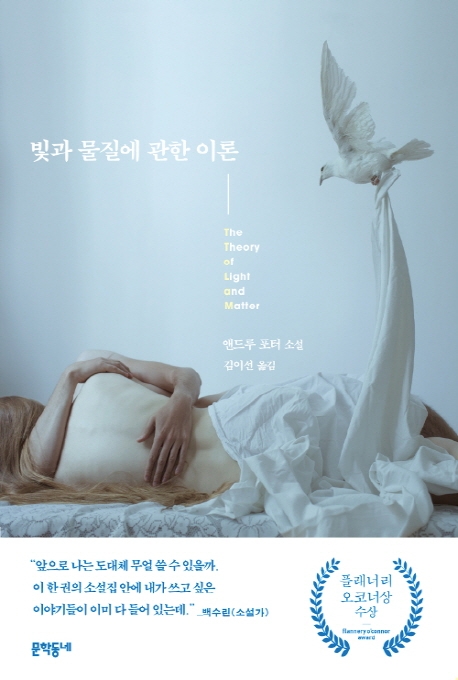 빛과 물질에 관한 이론
The
Theory
of
Light
and
Matter
앤드루 포터 소설
김이선 옮김
“앞으로 나는 도대체 무얼 쓸 수 있을까.
이 한 권의 소설집 안에 내가 쓰고 싶은
이야기들이 이미 다 들어 있는데.” _백수린(소설가)
문학동네
플래너리
오코너상
수상
flannery o'connor
award